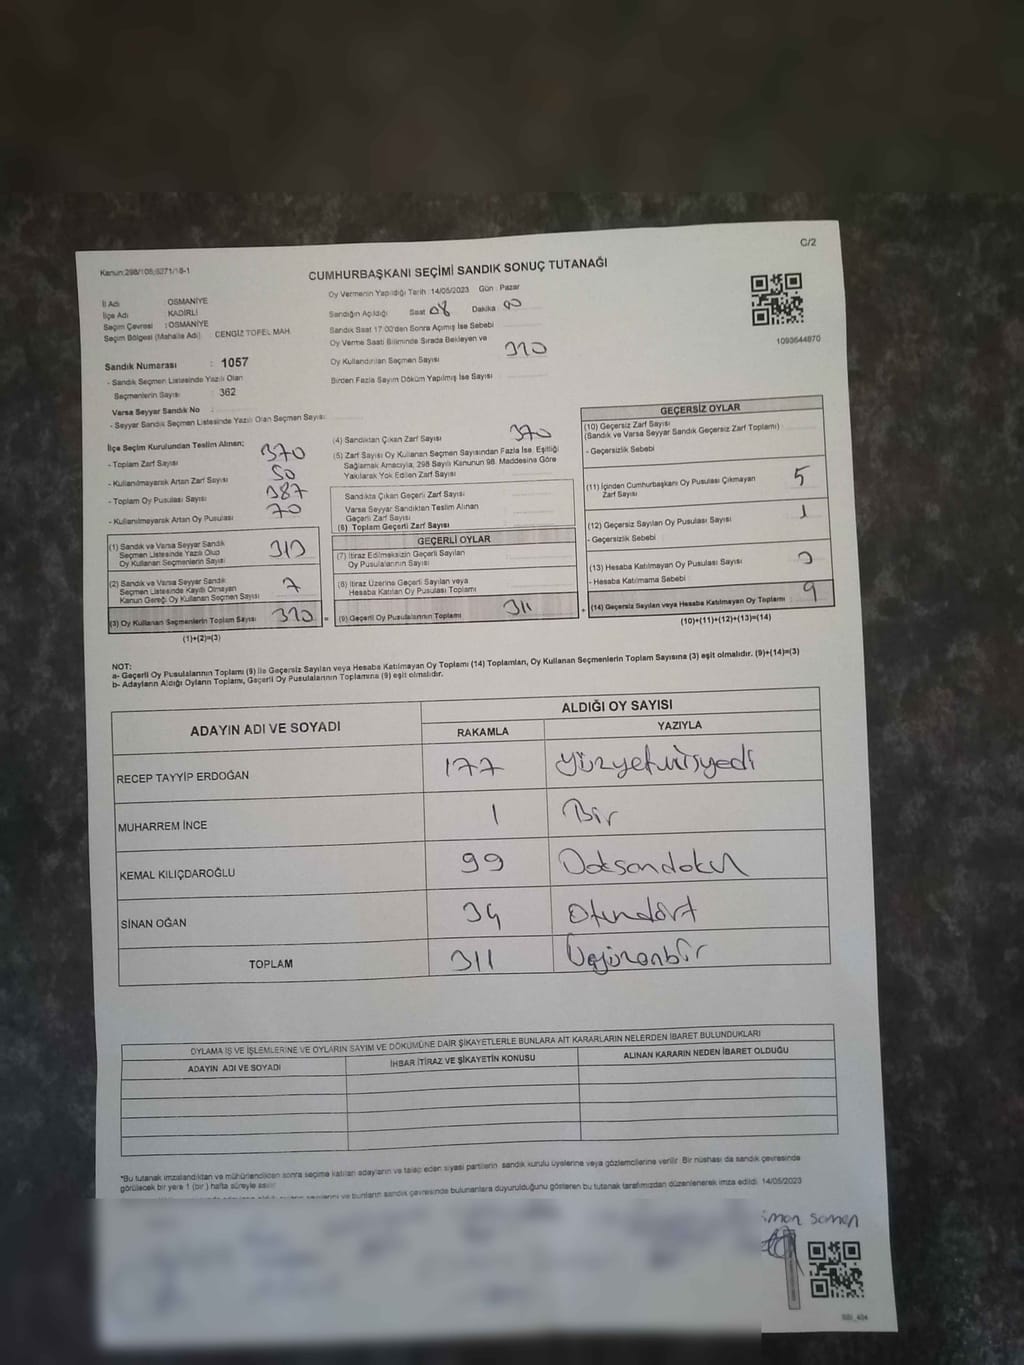 C/2
Kanun:298/108,6271/18-1
CUMHURBAŞKANI SEÇİMİ SANDIK SONUÇ TUTANAĞI
İl Adı OSMANİYE
İlçe Adı KADİRLİ
Seçim Çevresi : OSMANİYE
Seçim Bölgesi (Mahalle Adı) : CENGİZ TOPEL MAH.
Sandık Numarası : 1057
- Sandık Seçmen Listesinde Yazılı Olan
Seçmenlerin Sayısı : 362
Varsa Seyyar Sandık No
- Seyyar Sandık Seçmen Listesinde Yazılı Olan Seçmen Sayısı
Oy Vermenin Yapıldığı Tarih :14/05/2023 Gün : Pazar
Sandığın Açıldığı Saat 08 Dakika 00
Sandık Saat 17:00'den Sonra Açmış İse Sebebi
Oy Verme Saati Bitiminde Sırada Bekleyen ve
Oy Kullandırılan Seçmen Sayısı 320
Birden Fazla Sayım Döküm Yapılmış İse Sayısı
1093644870
İlçe Seçim Kurulundan Teslim Alınan;
- Toplam Zarf Sayısı 370
- Kullanılmayarak Artan Zarf Sayısı 50
- Toplam Oy Pusulası Sayısı 387
- Kullanılmayarak Artan Oy Pusulası 70
(1) Sandık ve Varsa Seyyar Sandık
Seçmen Listesinde Yazılı Olup
Oy Kullanan Seçmenlerin Sayısı 313
(2) Sandık ve Varsa Seyyar Sandık
Seçmen Listesinde Kayıtlı Olmayan
Kanun Gereği Oy Kullanan Seçmen Sayısı 7
(3) Oy Kullanan Seçmenlerin Toplam Sayısı 320
(1)+(2)=(3)
(4) Sandıktan Çıkan Zarf Sayısı 370
(5) Zarf Sayısı Oy Kullanan Seçmen Sayısından Fazla İse, Eşitliği
Sağlamak Amacıyla, 298 Sayılı Kanunun 98. Maddesine Göre
Yakılarak Yok Edilen Zarf Sayısı
Sandıkta Çıkan Geçerli Zarf Sayısı
Varsa Seyyar Sandıktan Teslim Alınan
Geçerli Zarf Sayısı
(6) Toplam Geçerli Zarf Sayısı
GEÇERLİ OYLAR
(7) İtiraz Edilmeksizin Geçerli Sayılan
Oy Pusulalarının Sayısı
(8) İtiraz Üzerine Geçerli Sayılan veya
Hesaba Katılan Oy Pusulası Toplamı
(9) Geçerli Oy Pusulalarının Toplamı 311
GEÇERSİZ OYLAR
(10) Geçersiz Zarf Sayısı
(Sandık ve Varsa Seyyar Sandık Geçersiz Zarf Toplamı)
- Geçersizlik Sebebi
(11) İçinden Cumhurbaşkanı Oy Pusulası Çıkmayan
Zarf Sayısı 5
(12) Geçersiz Sayılan Oy Pusulası Sayısı 1
- Geçersizlik Sebebi
(13) Hesaba Katılmayan Oy Pusulası Sayısı 3
- Hesaba Katılmama Sebebi
(14) Geçersiz Sayılan veya Hesaba Katılmayan Oy Toplamı 9
(10)+(11)+(12)+(13)=(14)
NOT:
a- Geçerli Oy Pusulalarının Toplamı (9) ile Geçersiz Sayılan veya Hesaba Katılmayan Oy Toplamı (14) Toplamları, Oy Kullanan Seçmenlerin Toplam Sayısına (3) eşit olmalıdır. (9)+(14)=(3)
b- Adayların Aldığı Oyların Toplamı, Geçerli Oy Pusulalarının Toplamına (9) eşit olmalıdır.
ADAYIN ADI VE SOYADI ALDIĞI OY SAYISI
RAKAMLA YAZIYLA
RECEP TAYYİP ERDOĞAN 177 yüzyetmişyedi
MUHARREM İNCE 1 Bir
KEMAL KILIÇDAROĞLU 99 Doksandokuz
SİNAN OĞAN 34 Otuzdört
TOPLAM 311 Üçyüzonbir
OYLAMA İŞ VE İŞLEMLERİNE VE OYLARIN SAYIM VE DÖKÜMÜNE DAİR ŞİKAYETLERLE BUNLARA AİT KARARLARIN NELERDEN İBARET BULUNDUKLARI
ADAYIN ADI VE SOYADI İHBAR İTİRAZ VE ŞİKAYETİN KONUSU ALINAN KARARIN NEDEN İBARET OLDUĞU
*Bu tutanak imzalandıktan ve mühürlendikten sonra seçime katılan adayların ve talep eden siyasi partilerin sandık kurulu üyelerine veya gözlemcilerine verilir. Bir nüshası da sandık çevresinde
görülecek bir yere 1 (bir) hafta süreyle asılır.
ve bunların sandık çevresinde bulunanlara duyurulduğunu gösteren bu tutanak tarafımızdan düzenlenerek imza edildi. 14/05/2023